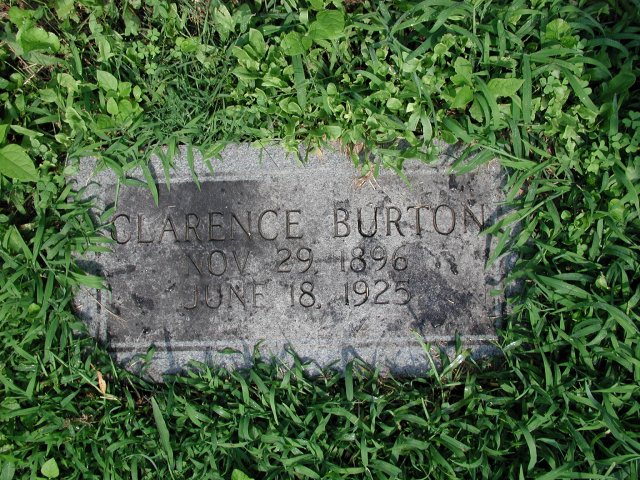 CLARENCE BURTON
NOV. 29, 1896
JUNE 18, 1925